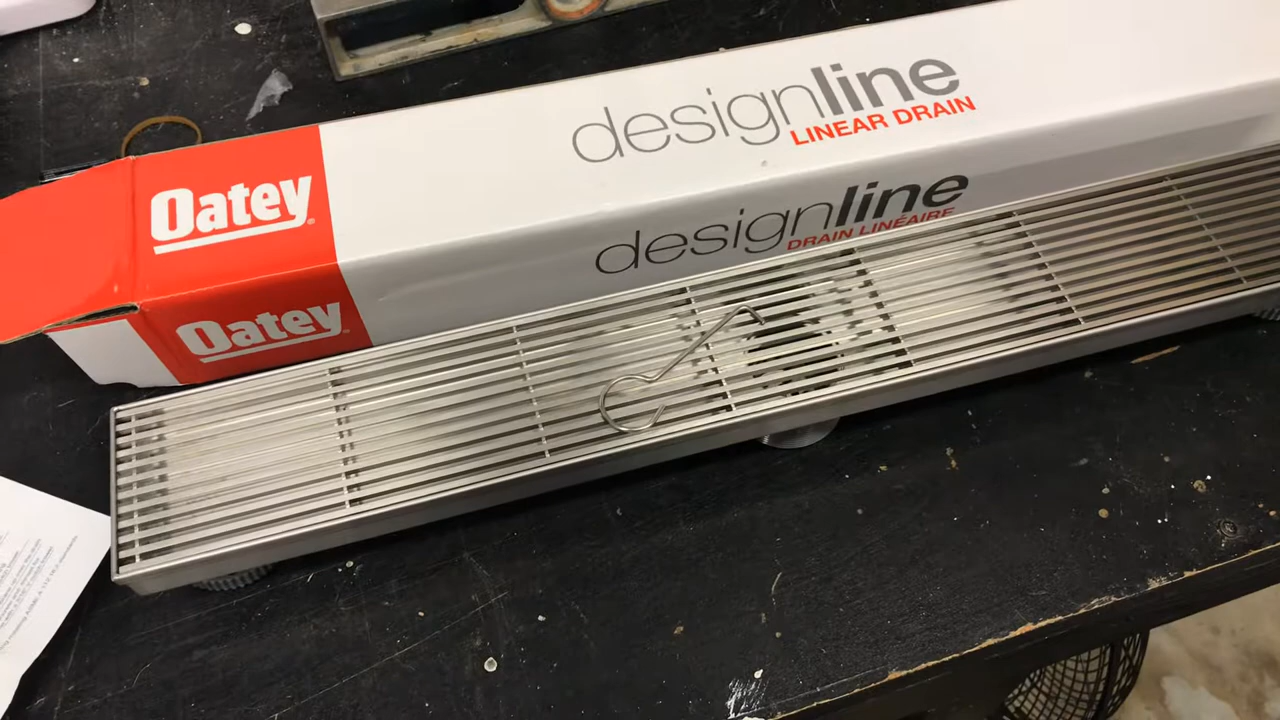 Oatey
designline
LINEAR DRAIN
Oatey
designline
DRAIN LINÉAIRE